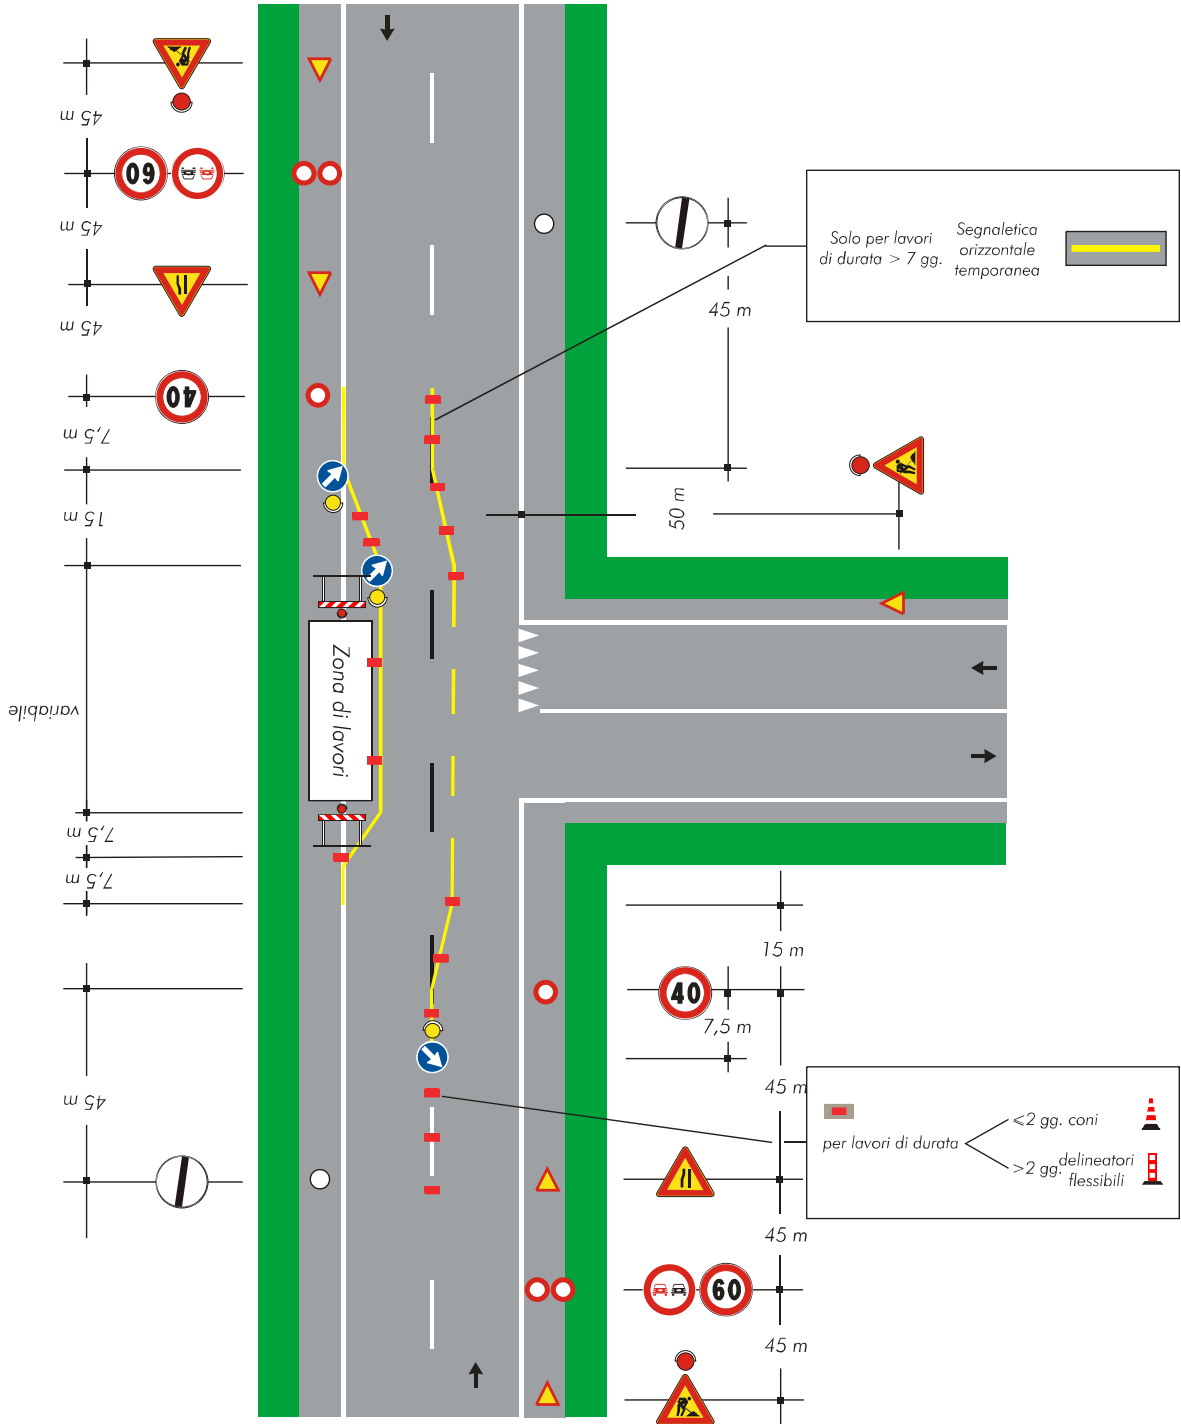 45 m
60
45 m
45 m
40
7,5 m
15 m
variabile
7,5 m
7,5 m
45 m
Zona di lavori
Solo per lavori
di durata > 7 gg.
Segnaletica
orizzontale
temporanea
45 m
50 m
15 m
40
7,5 m
45 m
per lavori di durata
⩽2 gg. coni
>2 gg. delineatori
flessibili
45 m
60
45 m